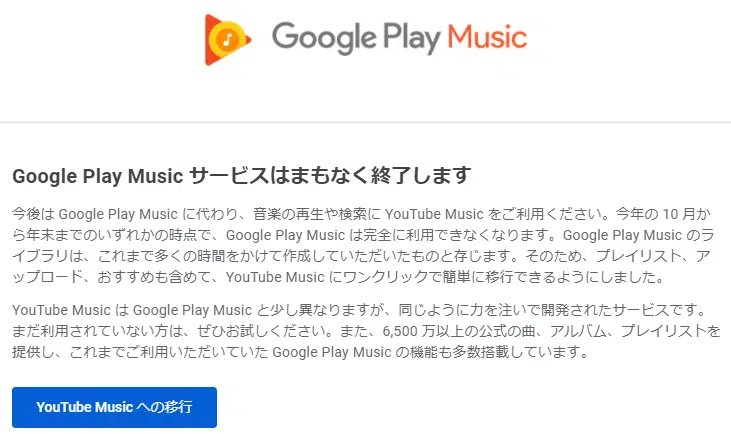 Google Play Music
Google Play Music サービスはまもなく終了します
今後は Google Play Music に代わり、音楽の再生や検索に YouTube Music をご利用ください。今年の 10 月か
ら年末までのいずれかの時点で、Google Play Music は完全に利用できなくなります。Google Play Music のラ
イブラリは、これまで多くの時間をかけて作成していただいたものと存じます。そのため、プレイリスト、ア
ップロード、おすすめも含めて、YouTube Music にワンクリックで簡単に移行できるようにしました。
YouTube Music は Google Play Music と少し異なりますが、同じように力を注いで開発されたサービスです。
まだ利用されていない方は、ぜひお試しください。また、6,500 万以上の公式の曲、アルバム、プレイリストを
提供し、これまでご利用いただいていた Google Play Music の機能も多数搭載しています。
YouTube Music への移行